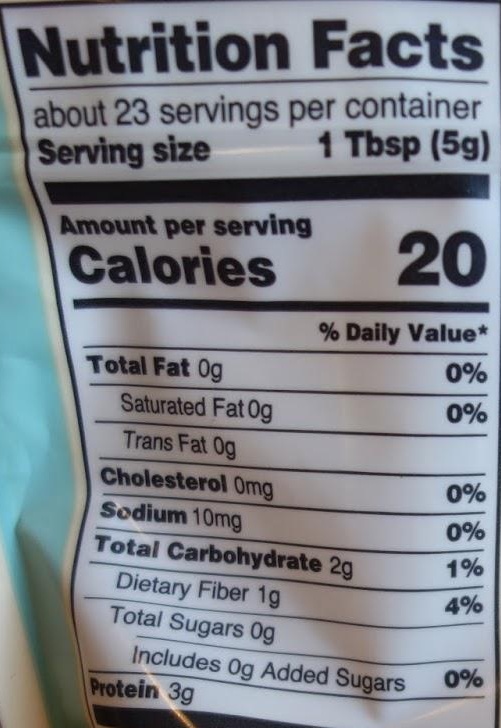 Nutrition Facts
about 23 servings per container
Serving size 1 Tbsp (5g)
Amount per serving
Calories 20
% Daily Value*
Total Fat 0g 0%
Saturated Fat 0g 0%
Trans Fat 0g
Cholesterol 0mg 0%
Sodium 10mg 0%
Total Carbohydrate 2g 1%
Dietary Fiber 1g 4%
Total Sugars 0g
Includes 0g Added Sugars 0%
Protein 3g